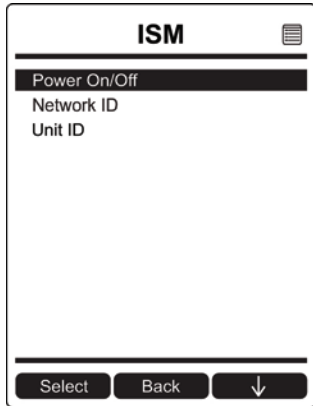 ISM
Power On/Off
Network ID
Unit ID
Select Back ↓